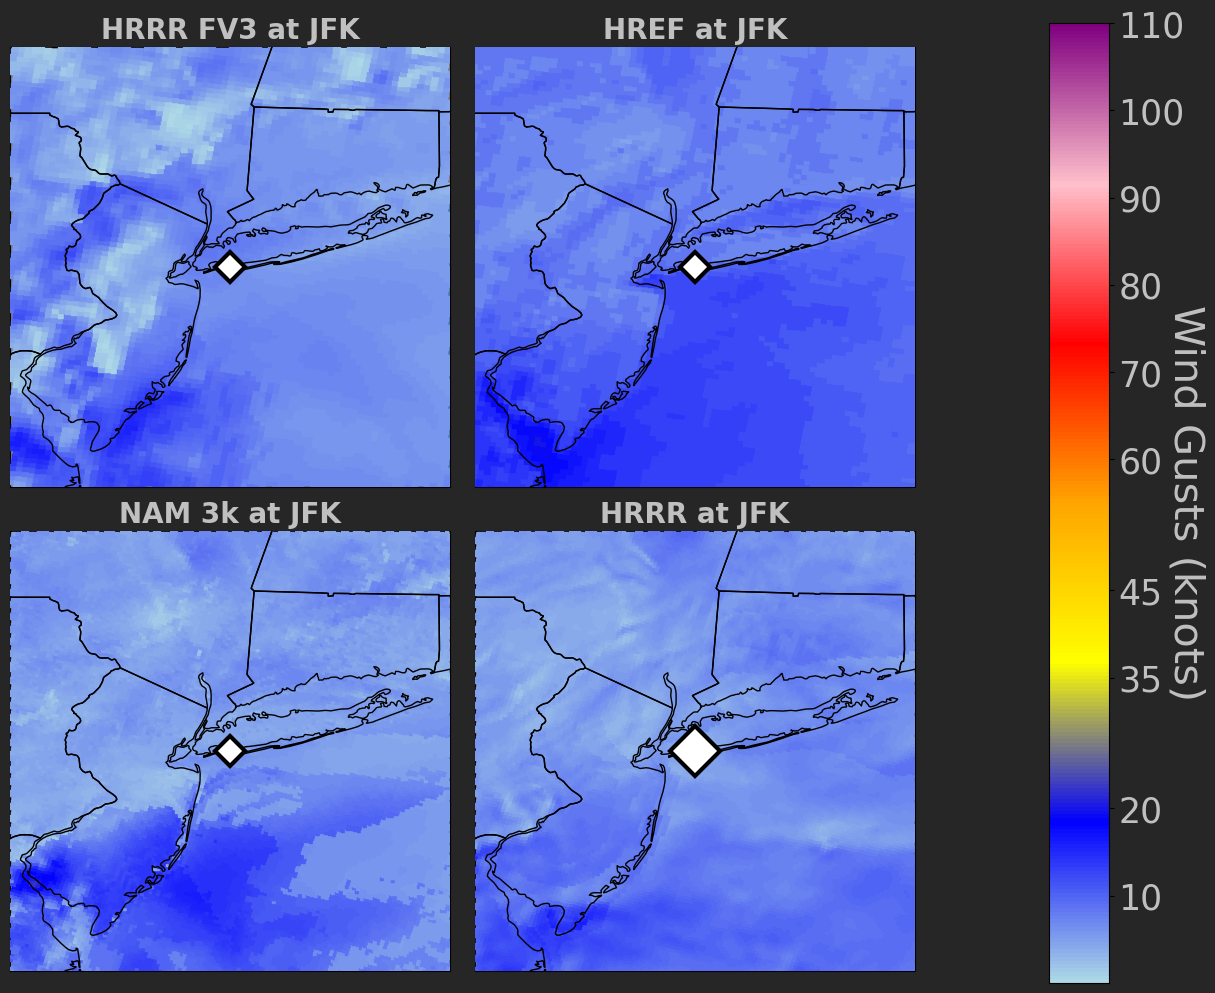 HRRR FV3 at JFK
HREF at JFK
NAM 3k at JFK
HRRR at JFK
110
100
90
80
70
60
45
35
20
10
Wind Gusts (knots)